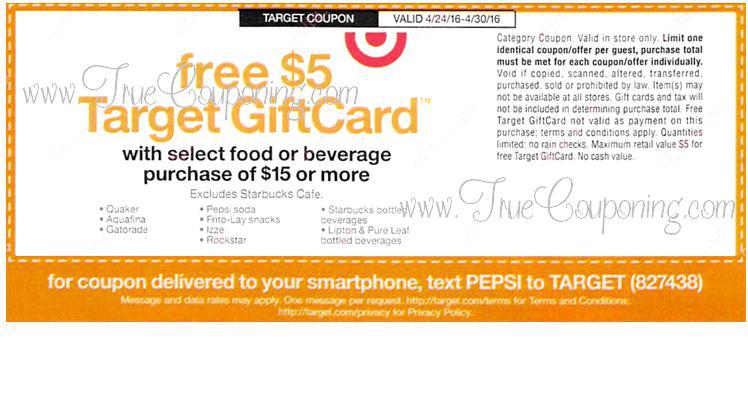 TARGET COUPON VALID 4/24/16-4/30/16
free $5
Target GiftCard™
with select food or beverage
purchase of $15 or more
Excludes Starbucks Cafe.
• Quaker
• Aquafina
• Gatorade
• Pepsi soda
• Frito-Lay snacks
• Izze
• Rockstar
• Starbucks bottled
beverages
• Lipton & Pure Leaf
bottled beverages
Category Coupon. Valid in store only. Limit one
identical coupon/offer per guest, purchase total
must be met for each coupon/offer individually.
Void if copied, scanned, altered, transferred,
purchased, sold or prohibited by law. Item(s) may
not be available at all stores. Gift cards and tax will
not be included in determining purchase total. Free
Target GiftCard not valid as payment on this
purchase; terms and conditions apply. Quantities
limited; no rain checks. Maximum retail value $5 for
free Target GiftCard. No cash value.
www.TrueCouponing.com
www.TrueCouponing.com
for coupon delivered to your smartphone, text PEPSI to TARGET (827438)
Message and data rates may apply. One message per request. http://target.com/terms for Terms and Conditions;
http://target.com/privacy for Privacy Policy.